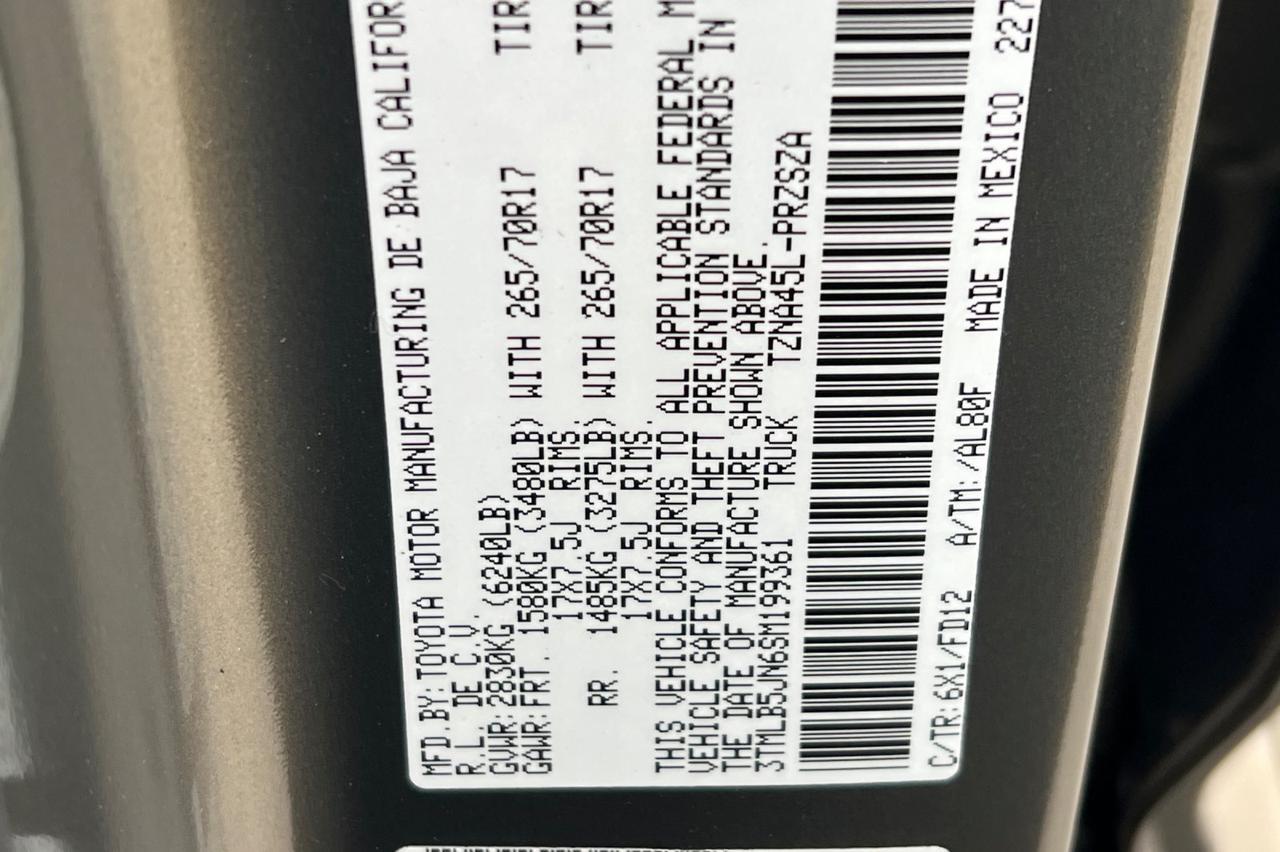 MFD.BY:TOYOTA MOTOR MANUFACTURING DE BAJA CALIFOR
R.L. DE C.V.
GVWR:2830KG (6240LB) TIR
GAWR:FRT. 1580KG (3480LB) WITH 265/70R17
17X7.5J RIMS. TIR
RR. 1485KG (3275LB) WITH 265/70R17
17X7.5J RIMS.
THIS VEHICLE CONFORMS TO ALL APPLICABLE FEDERAL M
VEHICLE SAFETY AND THEFT PREVENTION STANDARDS IN
THE DATE OF MANUFACTURE SHOWN ABOVE.
3TMLB5JN6SM199361 TRUCK TZNA45L-PRZSZA
C/TR:6X1/FD12 A/TM:/AL80F MADE IN MEXICO 227